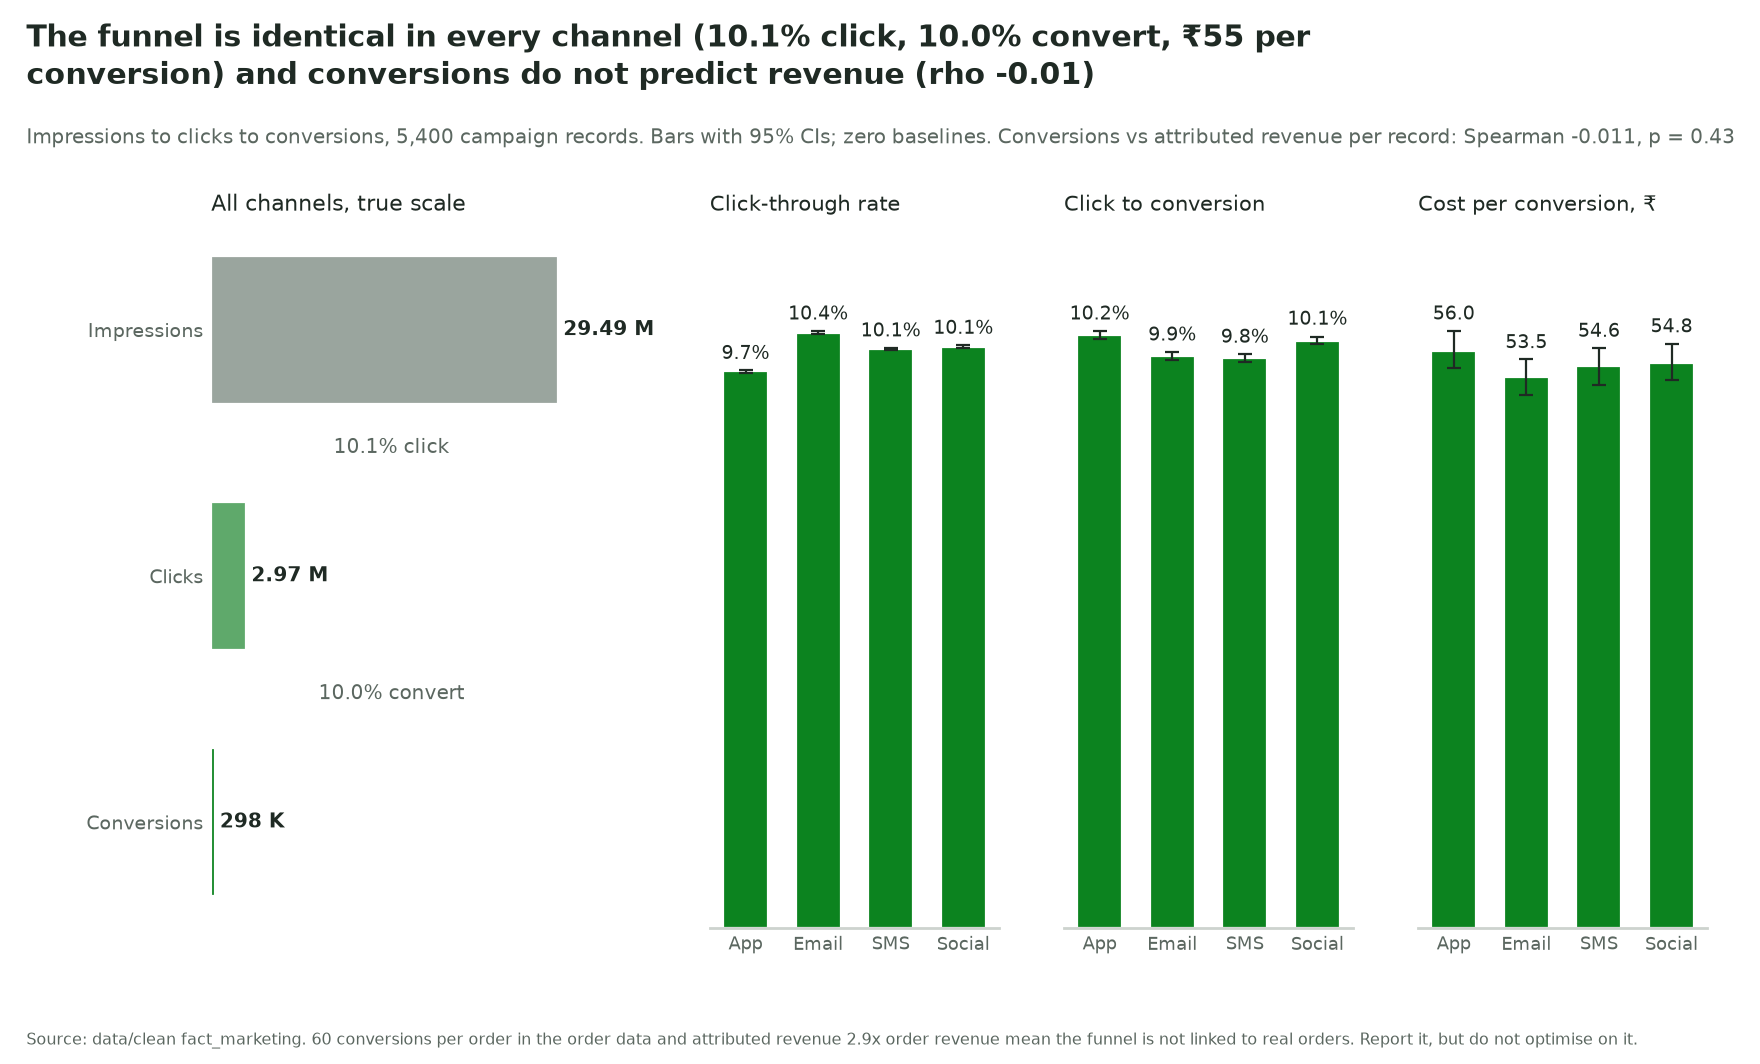 The funnel is identical in every channel (10.1% click, 10.0% convert, ₹55 per
conversion) and conversions do not predict revenue (rho -0.01)
Impressions to clicks to conversions, 5,400 campaign records. Bars with 95% CIs; zero baselines. Conversions vs attributed revenue per record: Spearman -0.011, p = 0.43
All channels, true scale
Impressions
29.49 M
10.1% click
Clicks
2.97 M
10.0% convert
Conversions
298 K
Click-through rate
9.7%
10.4%
10.1%
10.1%
App
Email
SMS
Social
Click to conversion
10.2%
9.9%
9.8%
10.1%
App
Email
SMS
Social
Cost per conversion, ₹
56.0
53.5
54.6
54.8
App
Email
SMS
Social
Source: data/clean fact_marketing. 60 conversions per order in the order data and attributed revenue 2.9x order revenue mean the funnel is not linked to real orders. Report it, but do not optimise on it.